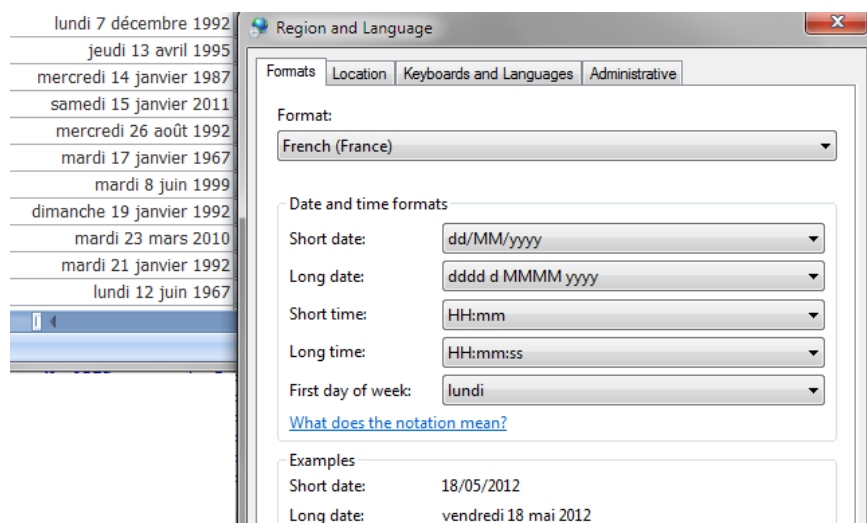 lundi 7 décembre 1992
jeudi 13 avril 1995
mercredi 14 janvier 1987
samedi 15 janvier 2011
mercredi 26 août 1992
mardi 17 janvier 1967
mardi 8 juin 1999
dimanche 19 janvier 1992
mardi 23 mars 2010
mardi 21 janvier 1992
lundi 12 juin 1967
Region and Language
Formats Location Keyboards and Languages Administrative
Format:
French (France)
Date and time formats
Short date: dd/MM/yyyy
Long date: dddd d MMMM yyyy
Short time: HH:mm
Long time: HH:mm:ss
First day of week: lundi
What does the notation mean?
Examples
Short date: 18/05/2012
Long date: vendredi 18 mai 2012